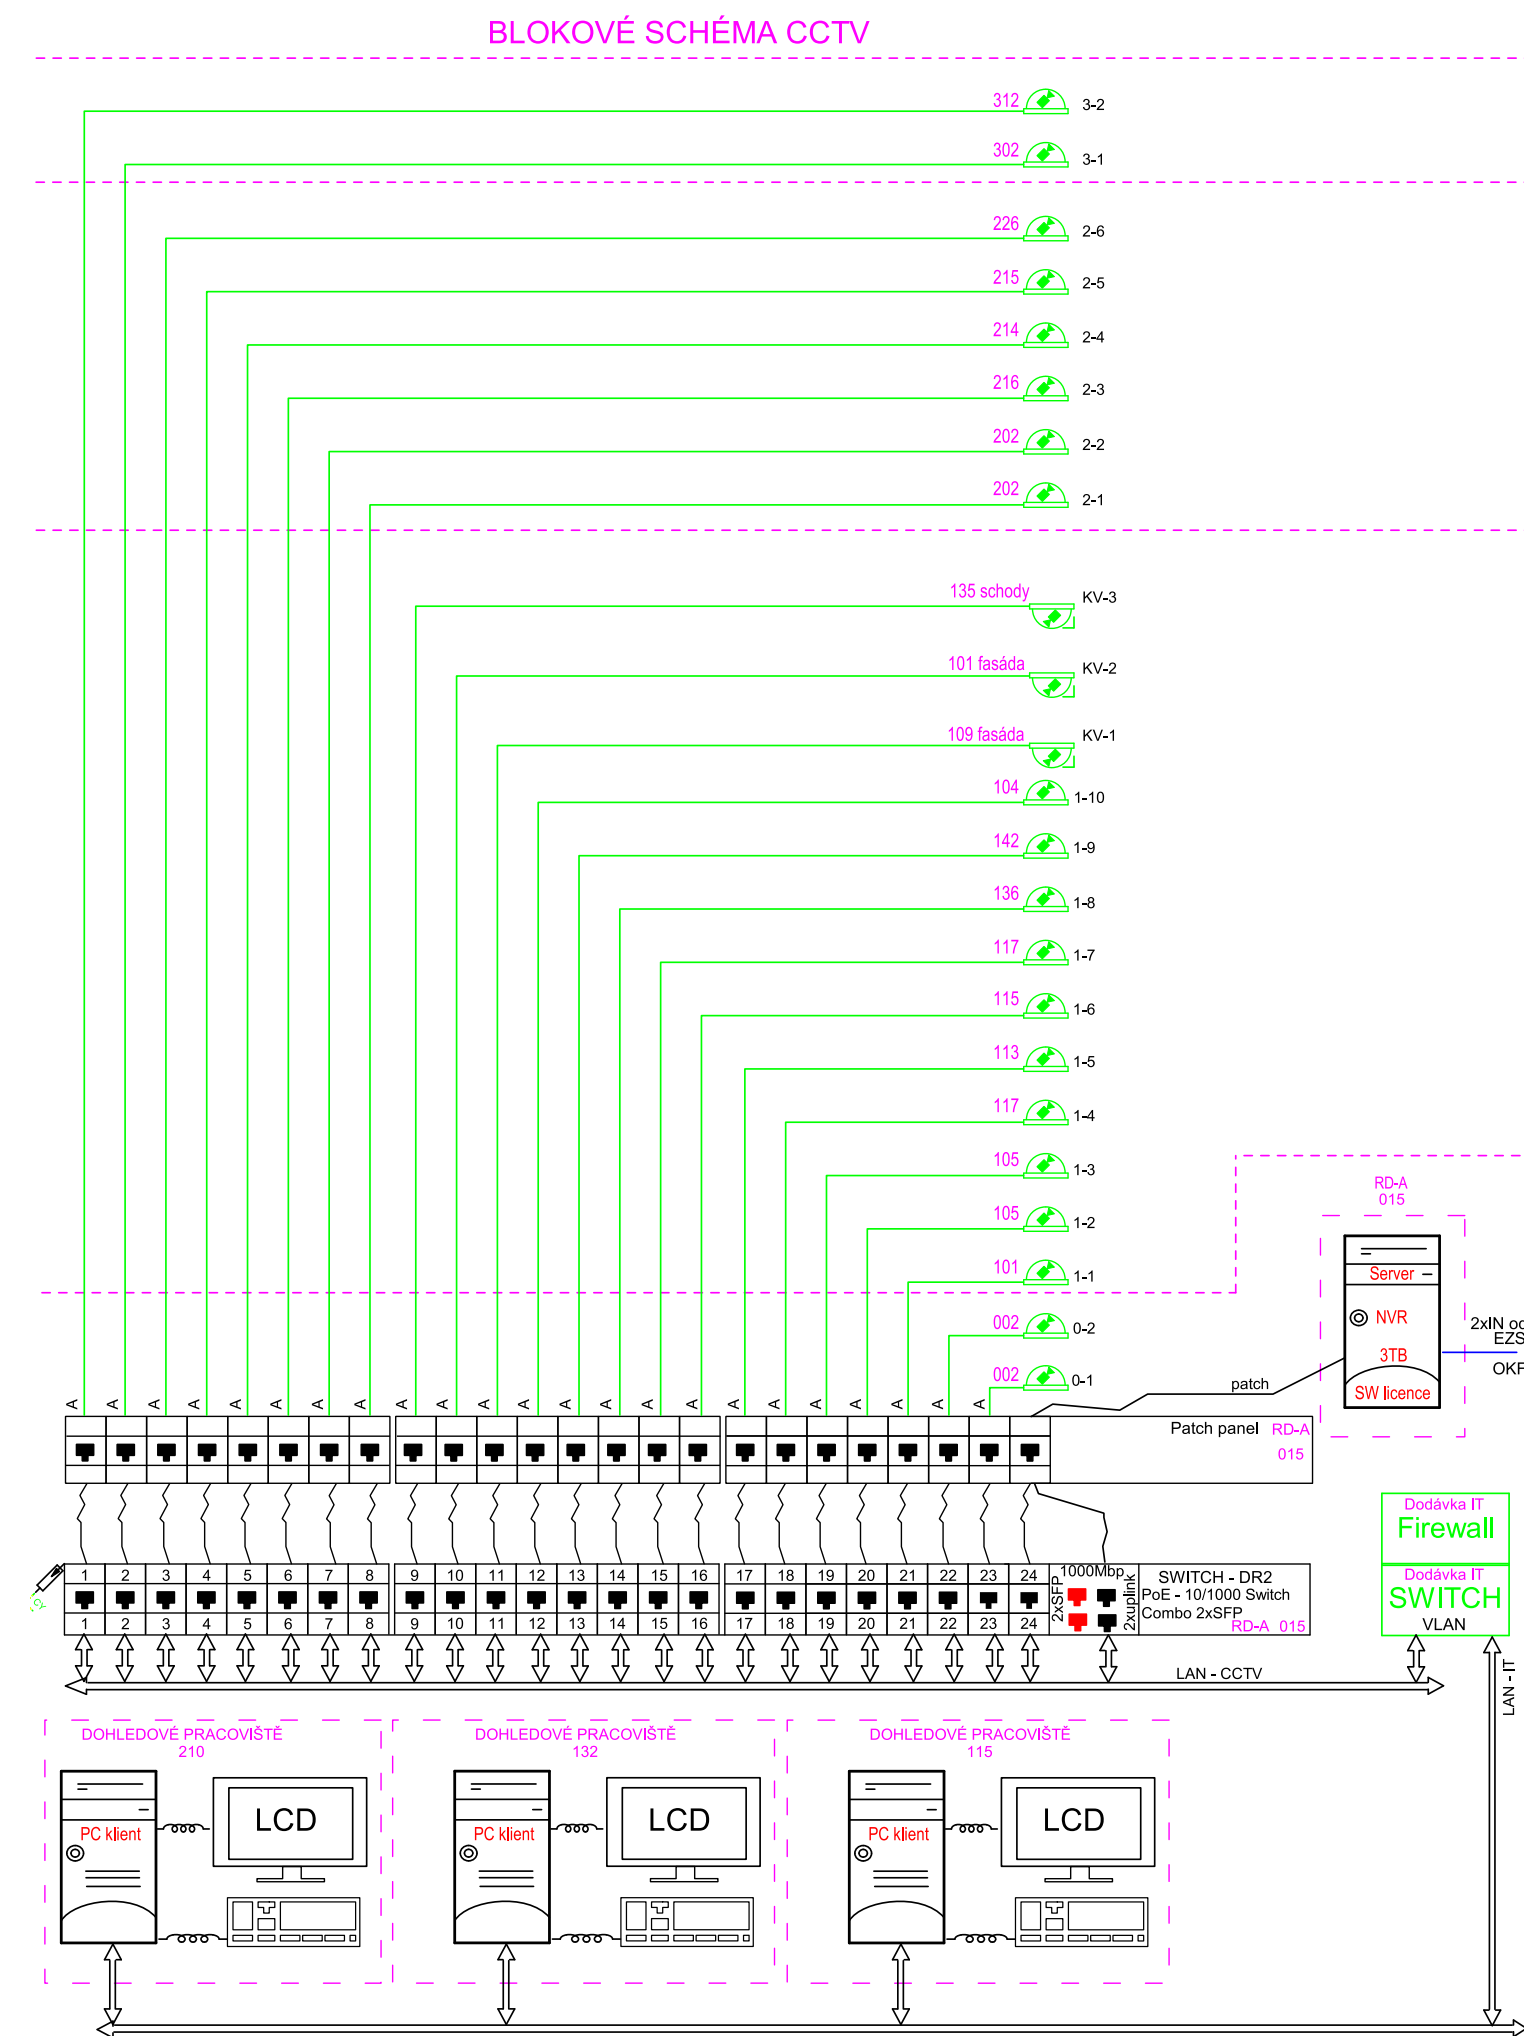 BLOKOVÉ SCHÉMA CCTV
312 3-2
302 3-1
226 2-6
215 2-5
214 2-4
216 2-3
202 2-2
202 2-1
135 schody KV-3
101 fasáda KV-2
109 fasáda KV-1
104 1-10
142 1-9
136 1-8
117 1-7
115 1-6
113 1-5
117 1-4
105 1-3
105 1-2
101 1-1
002 0-2
002 0-1
RD-A
015
Server
NVR
3TB
SW licence
2xIN
EZS
patch
A A A A A A A A A A A A A A A A A A A A A A A
Patch panel RD-A
015
1 2 3 4 5 6 7 8 9 10 11 12 13 14 15 16 17 18 19 20 21 22 23 24
1 2 3 4 5 6 7 8 9 10 11 12 13 14 15 16 17 18 19 20 21 22 23 24
2xSFP
1000Mbp
2xuplink
SWITCH - DR2
PoE - 10/1000 Switch
Combo 2xSFP
RD-A 015
Dodávka IT
Firewall
Dodávka IT
SWITCH
VLAN
LAN - CCTV
LAN - IT
DOHLEDOVÉ PRACOVIŠTĚ
210
PC klient
LCD
DOHLEDOVÉ PRACOVIŠTĚ
132
PC klient
LCD
DOHLEDOVÉ PRACOVIŠTĚ
115
PC klient
LCD